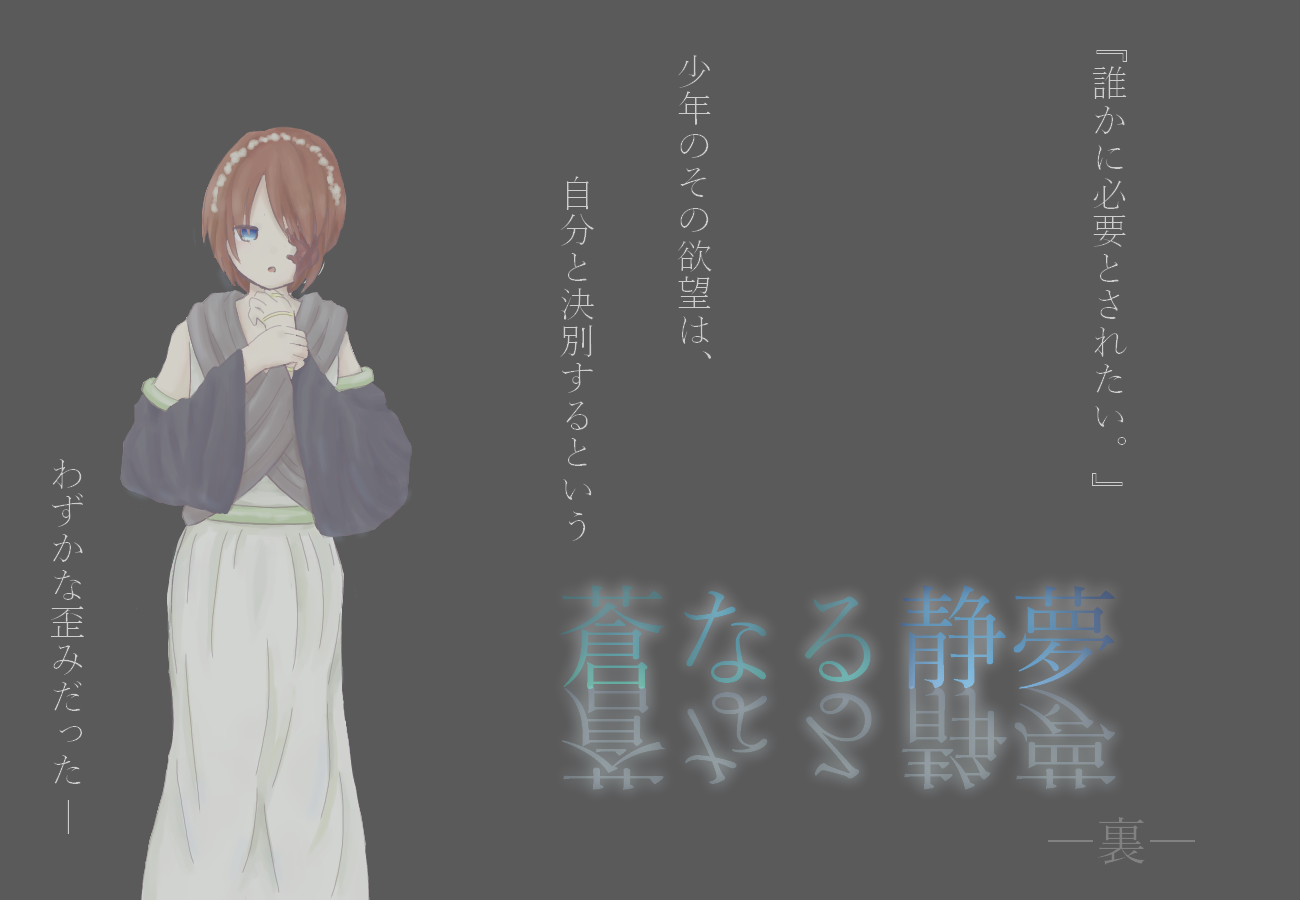 『誰かに必要とされたい。』
少年のその欲望は、
自分と決別するという
わずかな歪みだった―
蒼なる静夢
―裏―